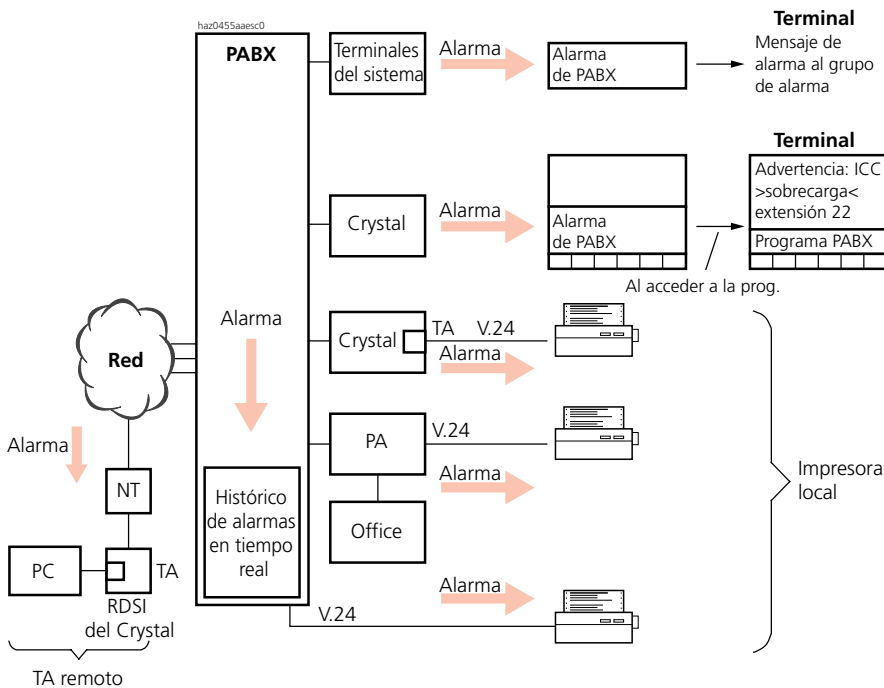 haz0455aaesc0
PABX
Terminales
del sistema
Alarma
Alarma
de PABX
Terminal
Mensaje de
alarma al grupo
de alarma
Crystal
Alarma
Alarma
de PABX
Terminal
Advertencia: ICC
>sobrecarga<
extensión 22
Programa PABX
Al acceder a la prog.
Alarma
Crystal
TA
V.24
Alarma
Red
PA
V.24
Alarma
Office
Impresora
local
Alarma
NT
Histórico
de alarmas
en tiempo
real
PC
TA
RDSI
del Crystal
TA remoto
V.24
Alarma